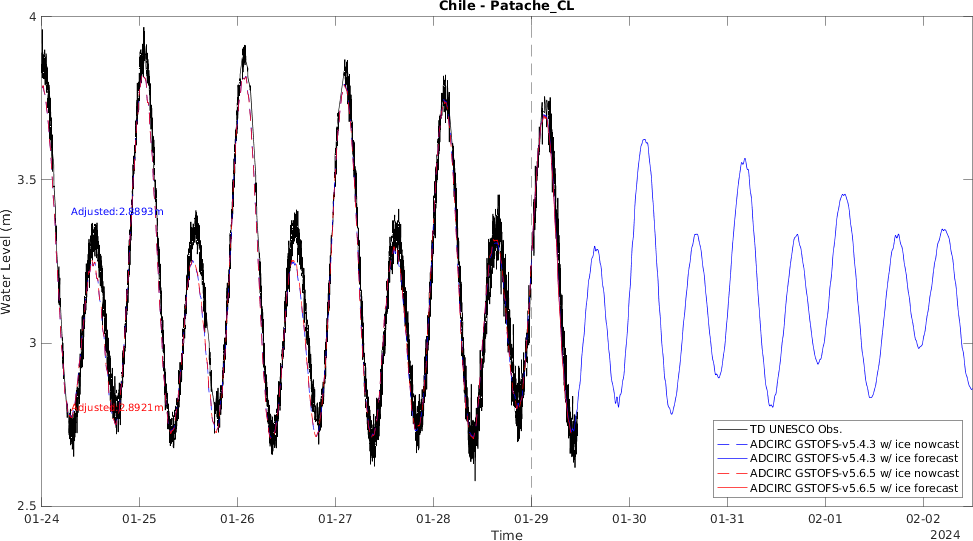 Chile - Patache_CL
4
3.5
3
2.5
Water Level (m)
Adjusted:2.8893m
Adjusted:2.8921m
TD UNESCO Obs.
ADCIRC GSTOFS-v5.4.3 w/ ice nowcast
ADCIRC GSTOFS-v5.4.3 w/ ice forecast
ADCIRC GSTOFS-v5.6.5 w/ ice nowcast
ADCIRC GSTOFS-v5.6.5 w/ ice forecast
01-24 01-25 01-26 01-27 01-28 01-29 01-30 01-31 02-01 02-02
Time
2024